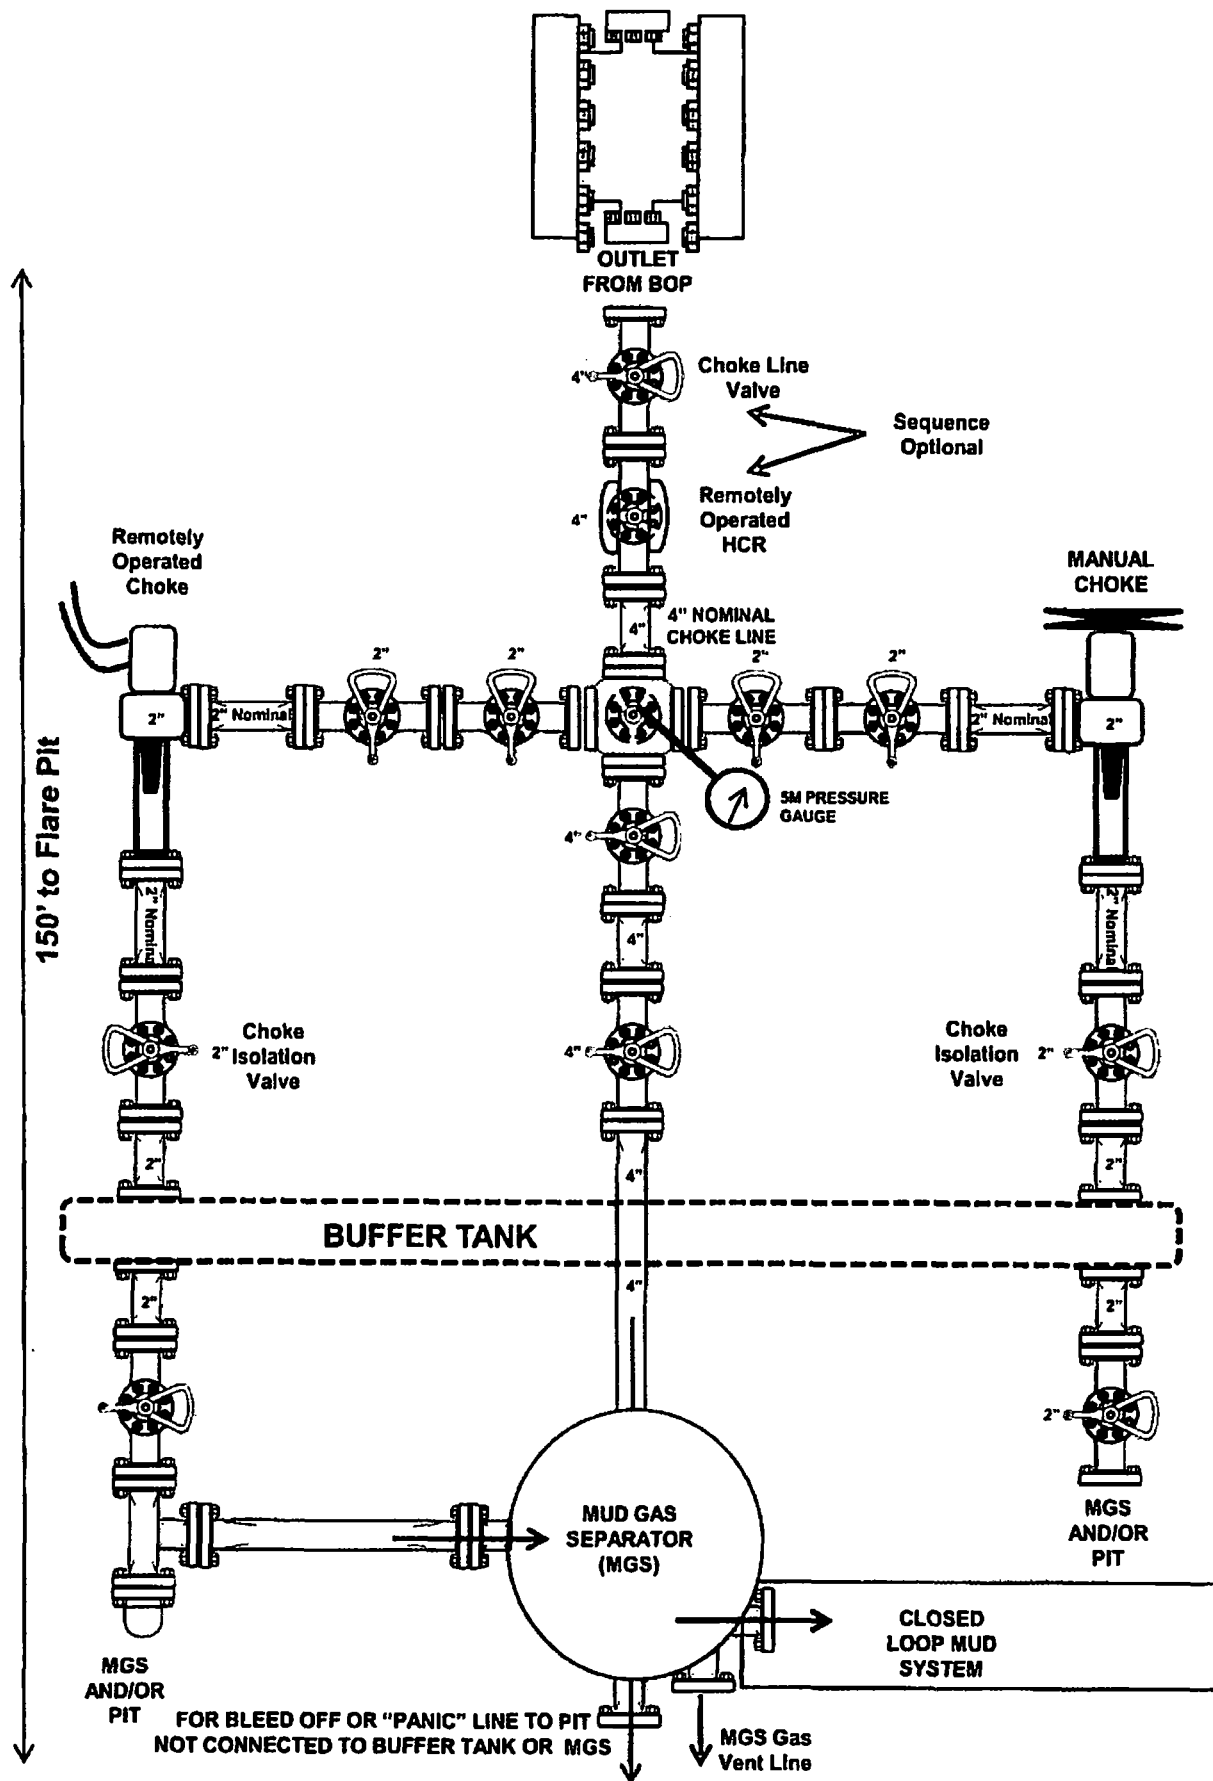 OUTLET
FROM BOP
4"
Choke Line
Valve
Sequence
Optional
4"
Remotely
Operated
HCR
Remotely
Operated
Choke
MANUAL
CHOKE
4"
4" NOMINAL
CHOKE LINE
2"
2"
2"
2"
2"
2" Nominal
2" Nominal
2"
5M PRESSURE
GAUGE
4"
150' to Flare Pit
2" Nominal
4"
2" Nominal
2"
Choke
Isolation
Valve
4"
Choke
Isolation
Valve
2"
2"
4"
2"
BUFFER TANK
2"
4"
2"
2"
MUD GAS
SEPARATOR
(MGS)
MGS
AND/OR
PIT
CLOSED
LOOP MUD
SYSTEM
MGS
AND/OR
PIT
FOR BLEED OFF OR "PANIC" LINE TO PIT
NOT CONNECTED TO BUFFER TANK OR MGS
MGS Gas
Vent Line